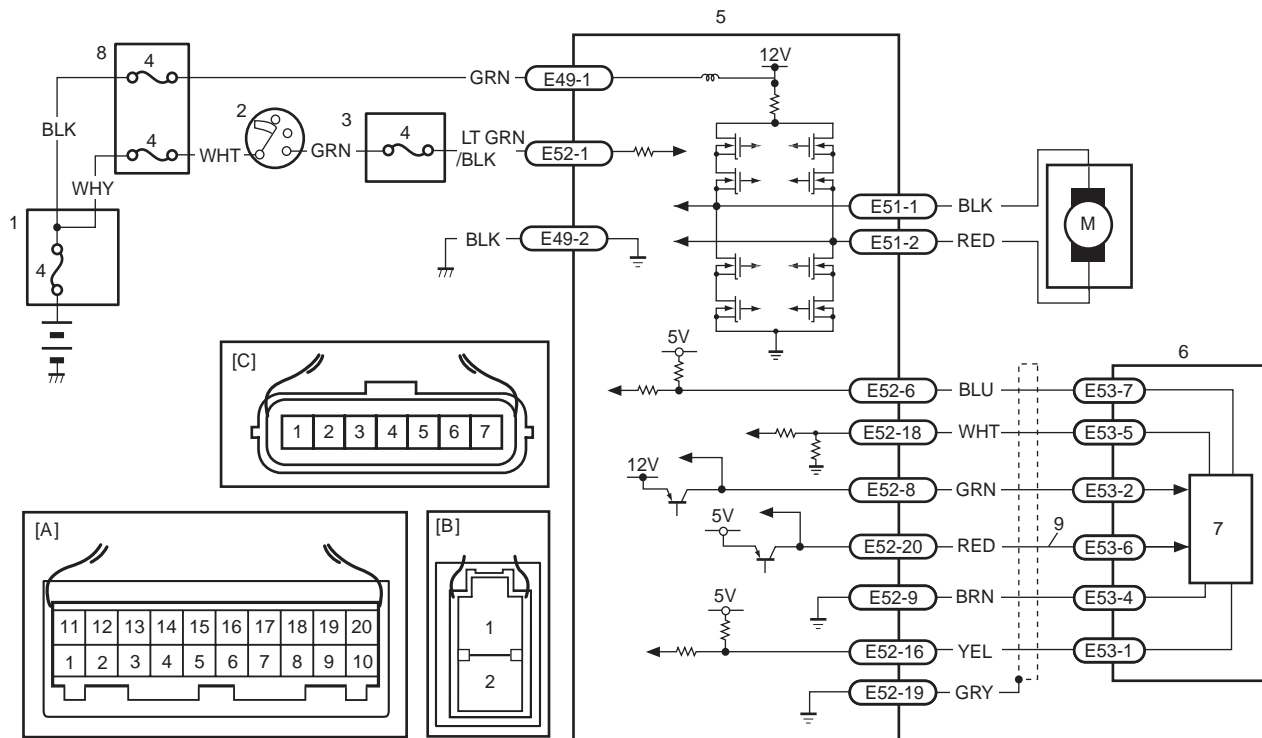 5
8
4
GRN
E49-1
12V
BLK
2
3
4
WHT
GRN
4
LT GRN
/BLK
E52-1
WHY
1
4
BLK
E49-2
E51-1
BLK
E51-2
RED
M
[C]
1 2 3 4 5 6 7
5V
6
E52-6
BLU
E53-7
E52-18
WHT
E53-5
12V
E52-8
GRN
E53-2
5V
E52-20
RED
9
E53-6
7
E52-9
BRN
E53-4
5V
E52-16
YEL
E53-1
E52-19
GRY
[A]
11 12 13 14 15 16 17 18 19 20
1 2 3 4 5 6 7 8 9 10
[B]
1
2